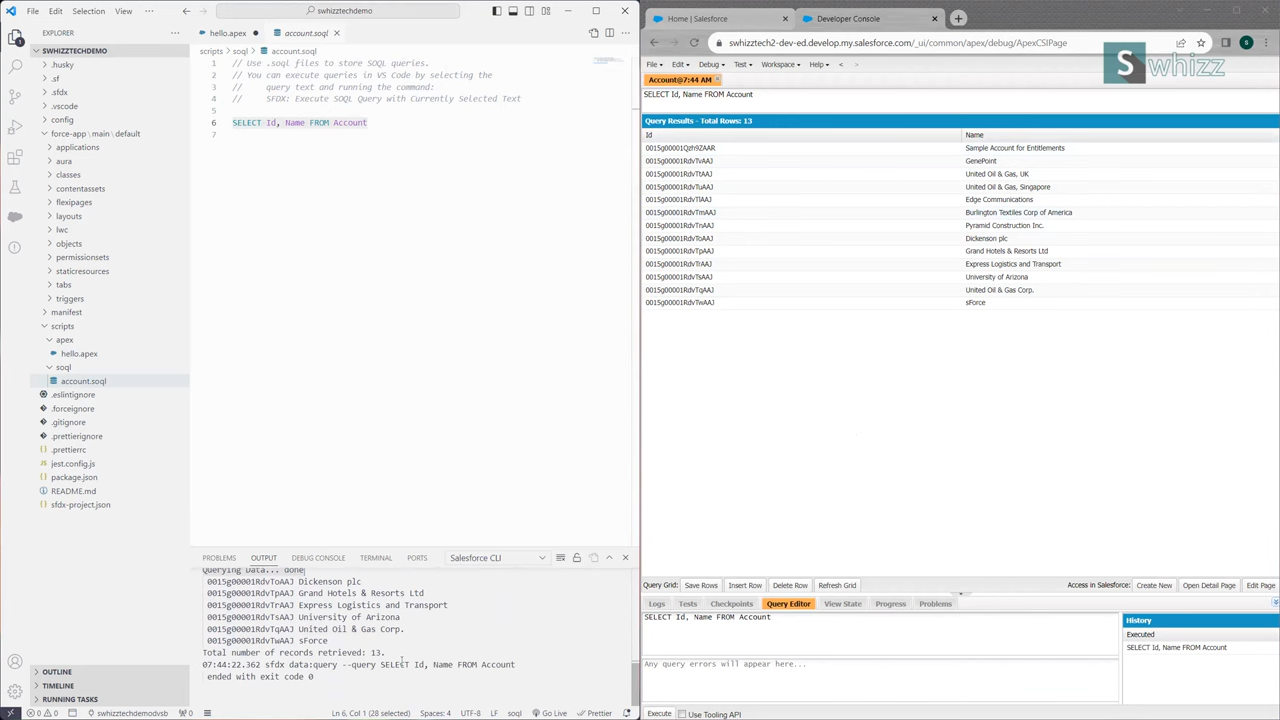 File Edit Selection View ··· swhizztechdemo
EXPLORER ···
SWHIZZTECHDEMO
.husky
.sf
.sfdx
.vscode
config
force-app \ main \ default
applications
aura
classes
contentassets
flexipages
layouts
lwc
objects
permissionsets
staticresources
tabs
triggers
manifest
scripts
apex
hello.apex
soql
account.soql
.eslintignore
.forceignore
.gitignore
.prettierignore
.prettierrc
jest.config.js
package.json
README.md
sfdx-project.json
OUTLINE
TIMELINE
RUNNING TASKS
hello.apex ● account.soql ×
scripts > soql > account.soql
1 // Use .soql files to store SOQL queries.
2 // You can execute queries in VS Code by selecting the
3 // query text and running the command:
4 // SFDX: Execute SOQL Query with Currently Selected Text
5
6 SELECT Id, Name FROM Account
7
PROBLEMS OUTPUT DEBUG CONSOLE TERMINAL PORTS Salesforce CLI
Querying Data... done
0015g00001RdvToAAJ Dickenson plc
0015g00001RdvTpAAJ Grand Hotels & Resorts Ltd
0015g00001RdvTrAAJ Express Logistics and Transport
0015g00001RdvTsAAJ University of Arizona
0015g00001RdvTqAAJ United Oil & Gas Corp.
0015g00001RdvTwAAJ sForce
Total number of records retrieved: 13.
07:44:22.362 sfdx data:query --query SELECT Id, Name FROM Account
ended with exit code 0
0 0 swhizztechdemodvsb 0 Ln 6, Col 1 (28 selected) Spaces: 4 UTF-8 LF soql Go Live Prettier
Home | Salesforce Developer Console
swhizztech2-dev-ed.develop.my.salesforce.com/_ui/common/apex/debug/ApexCSIPage
S
S whizz
File Edit Debug Test Workspace Help < >
Account@7:44 AM
SELECT Id, Name FROM Account
Query Results - Total Rows: 13
Id Name
0015g00001Qzh9ZAAR Sample Account for Entitlements
0015g00001RdvTvAAJ GenePoint
0015g00001RdvTtAAJ United Oil & Gas, UK
0015g00001RdvTuAAJ United Oil & Gas, Singapore
0015g00001RdvTlAAJ Edge Communications
0015g00001RdvTmAAJ Burlington Textiles Corp of America
0015g00001RdvTnAAJ Pyramid Construction Inc.
0015g00001RdvToAAJ Dickenson plc
0015g00001RdvTpAAJ Grand Hotels & Resorts Ltd
0015g00001RdvTrAAJ Express Logistics and Transport
0015g00001RdvTsAAJ University of Arizona
0015g00001RdvTqAAJ United Oil & Gas Corp.
0015g00001RdvTwAAJ sForce
Query Grid: Save Rows Insert Row Delete Row Refresh Grid Access in Salesforce: Create New Open Detail Page Edit Page
Logs Tests Checkpoints Query Editor View State Progress Problems
SELECT Id, Name FROM Account
Any query errors will appear here...
History
Executed
SELECT Id, Name FROM Account
Execute Use Tooling API